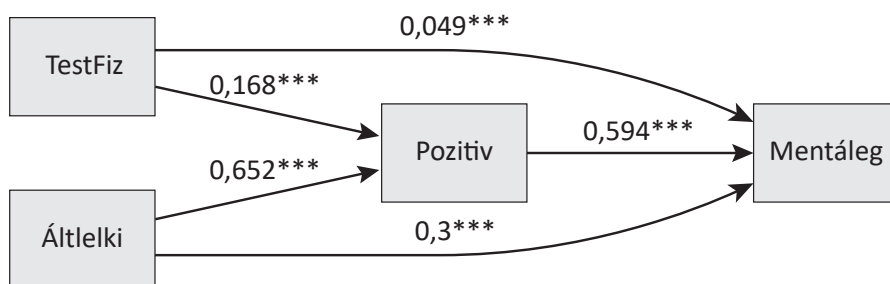 0,049***
TestFiz
0,168***
Pozitiv
0,594***
Mentáleg
0,652***
Áltlelki
0,3***